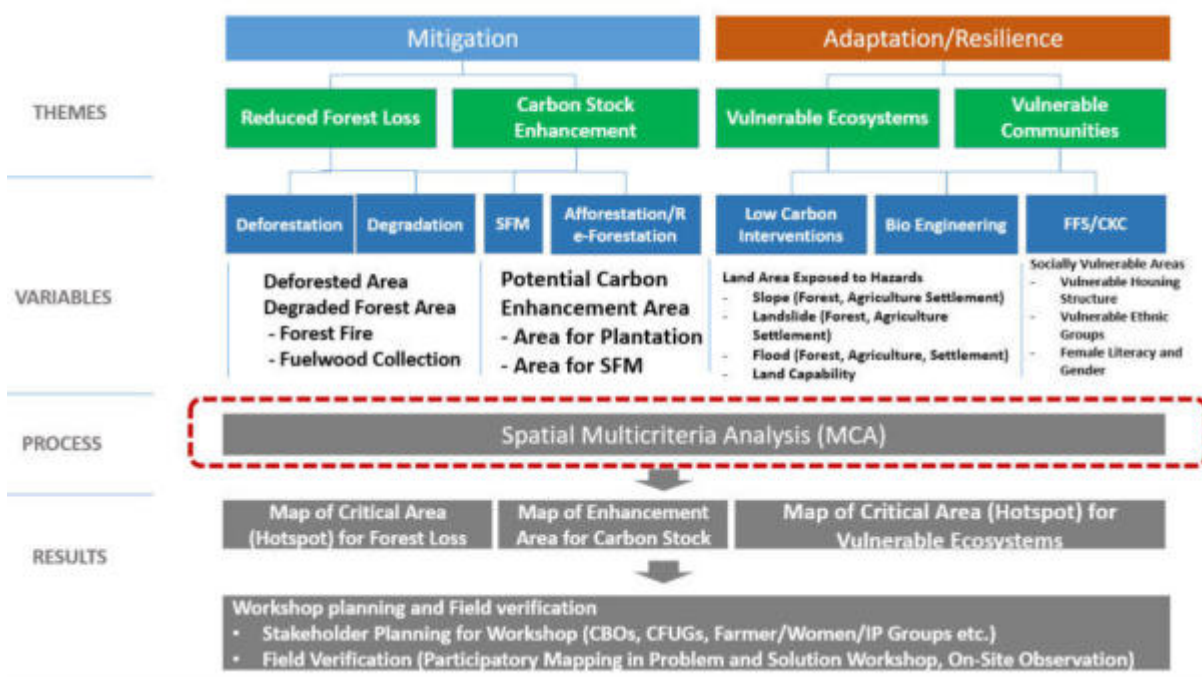 Mitigation
Adaptation/Resilience
THEMES
Reduced Forest Loss
Carbon Stock
Enhancement
Vulnerable Ecosystems
Vulnerable
Communities
VARIABLES
Deforestation
Degradation
SFM
Afforestation/R
e-Forestation
Low Carbon
Interventions
Bio Engineering
FFS/CKC
Deforested Area
Degraded Forest Area
- Forest Fire
- Fuelwood Collection
Potential Carbon
Enhancement Area
- Area for Plantation
- Area for SFM
Land Area Exposed to Hazards
- Slope (Forest, Agriculture Settlement)
- Landslide (Forest, Agriculture
Settlement)
- Flood (Forest, Agriculture, Settlement)
- Land Capability
Socially Vulnerable Areas
- Vulnerable Housing
Structure
- Vulnerable Ethnic
Groups
- Female Literacy and
Gender
PROCESS
Spatial Multicriteria Analysis (MCA)
RESULTS
Map of Critical Area
(Hotspot) for Forest Loss
Map of Enhancement
Area for Carbon Stock
Map of Critical Area (Hotspot) for
Vulnerable Ecosystems
Workshop planning and Field verification
• Stakeholder Planning for Workshop (CBOs, CFUGs, Farmer/Women/IP Groups etc.)
• Field Verification (Participatory Mapping in Problem and Solution Workshop, On-Site Observation)